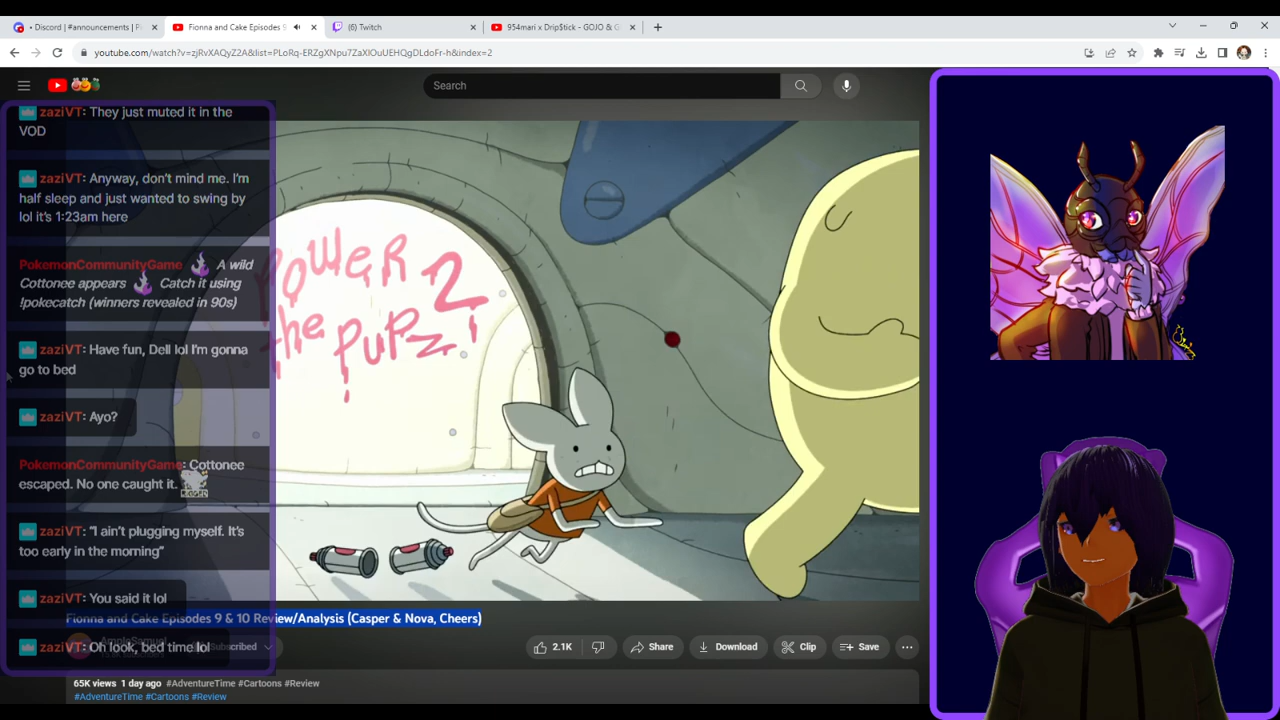 • Discord | #announcements | P
Fionna and Cake Episodes 9
(6) Twitch
954mari x Drip$tick - GOJO & G
youtube.com/watch?v=zjRvXAQyZ2A&list=PLoRq-ERZgXNpu7ZaXlOuUEHQgDLdoFr-h&index=2
Search
zaziVT: They just muted it in the
VOD
zaziVT: Anyway, don't mind me. I'm
half sleep and just wanted to swing by
lol it's 1:23am here
PokemonCommunityGame A wild
Cottonee appears Catch it using
!pokecatch (winners revealed in 90s)
zaziVT: Have fun, Dell lol I'm gonna
go to bed
zaziVT: Ayo?
PokemonCommunityGame: Cottonee
escaped. No one caught it.
zaziVT: “I ain't plugging myself. It's
too early in the morning”
zaziVT: You said it lol
zaziVT: Oh look, bed time lol
POWER 2
the PUPZ
Fionna and Cake Episodes 9 & 10 Review/Analysis (Casper & Nova, Cheers)
Subscribed
2.1K
Share
Download
Clip
Save
65K views 1 day ago #AdventureTime #Cartoons #Review
#AdventureTime #Cartoons #Review